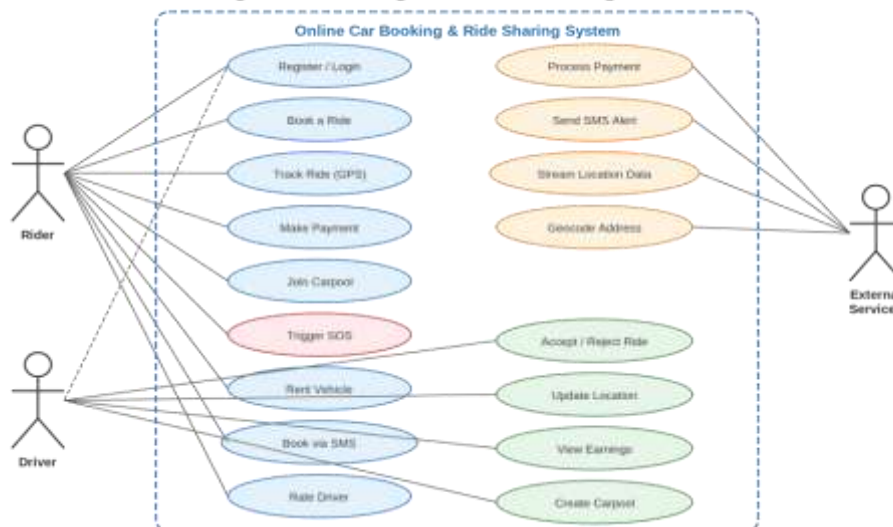 Online Car Booking & Ride Sharing System
Register / Login
Process Payment
Book a Ride
Send SMS Alert
Track Ride (GPS)
Stream Location Data
Rider
Make Payment
Geocode Address
Join Carpool
Externa
Service
Trigger SOS
Accept / Reject Ride
Rent Vehicle
Update Location
Driver
Book via SMS
View Earnings
Rate Driver
Create Carpool